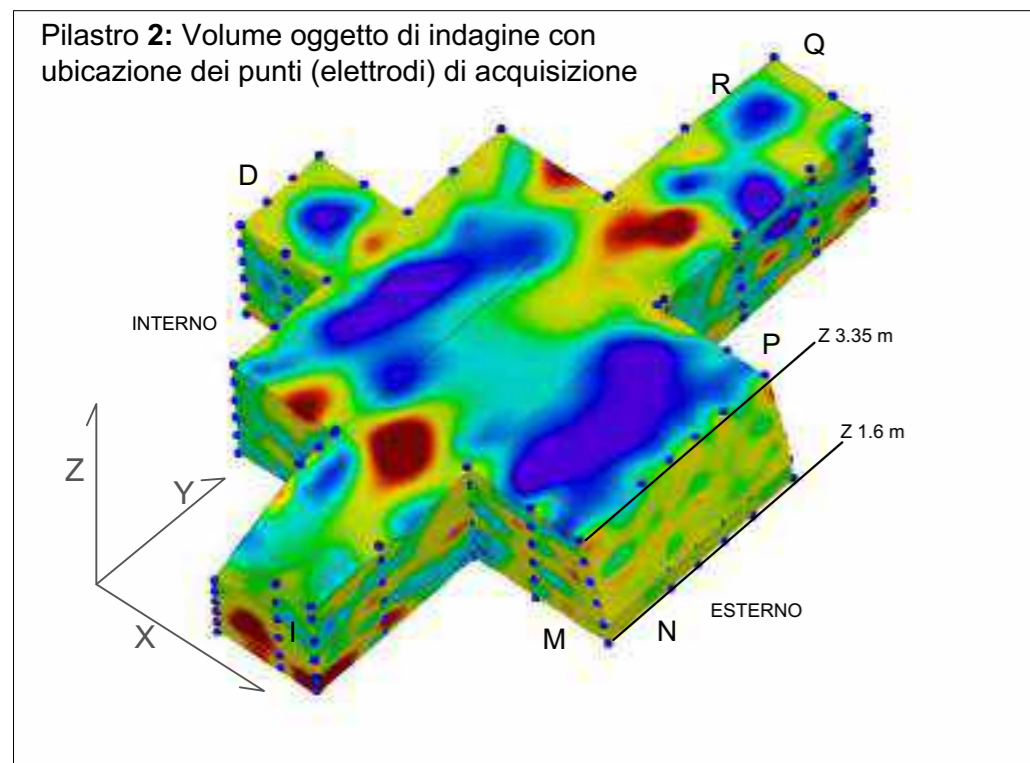 Pilastro 2: Volume oggetto di indagine con
ubicazione dei punti (elettrodi) di acquisizione
Q
R
D
INTERNO
P
Z 3.35 m
Z 1.6 m
Z
Y
X
I
M
N
ESTERNO